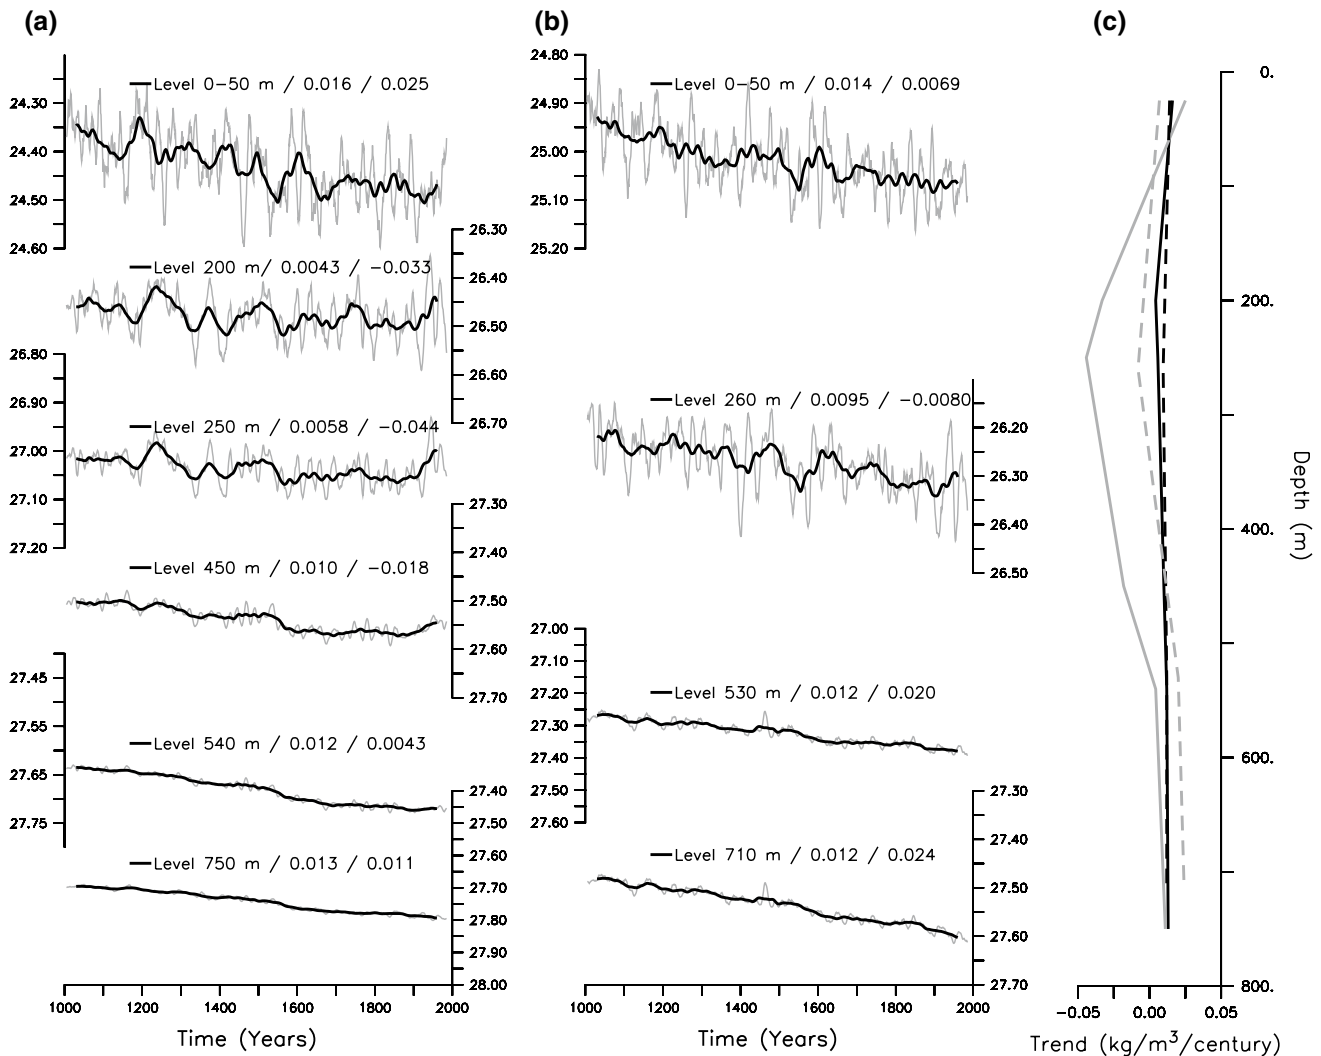 (a)
(b)
(c)
Level 0-50 m / 0.016 / 0.025
24.30
24.40
24.50
24.60
26.30
Level 200 m/ 0.0043 / -0.033
26.40
26.50
26.60
26.70
26.80
26.90
27.00
27.10
27.20
Level 250 m / 0.0058 / -0.044
27.30
27.40
27.50
27.60
27.70
Level 450 m / 0.010 / -0.018
27.45
27.55
27.65
27.75
Level 540 m / 0.012 / 0.0043
27.40
27.50
27.60
27.70
27.80
27.90
28.00
Level 750 m / 0.013 / 0.011
1000 1200 1400 1600 1800 2000
Time (Years)
24.80
24.90
25.00
25.10
25.20
Level 0-50 m / 0.014 / 0.0069
Level 260 m / 0.0095 / -0.0080
26.20
26.30
26.40
26.50
27.00
27.10
27.20
27.30
27.40
27.50
27.60
Level 530 m / 0.012 / 0.020
27.30
27.40
27.50
27.60
27.70
Level 710 m / 0.012 / 0.024
1000 1200 1400 1600 1800 2000
Time (Years)
0.
200.
400.
600.
800.
Depth (m)
-0.05 0.00 0.05
Trend (kg/m³/century)